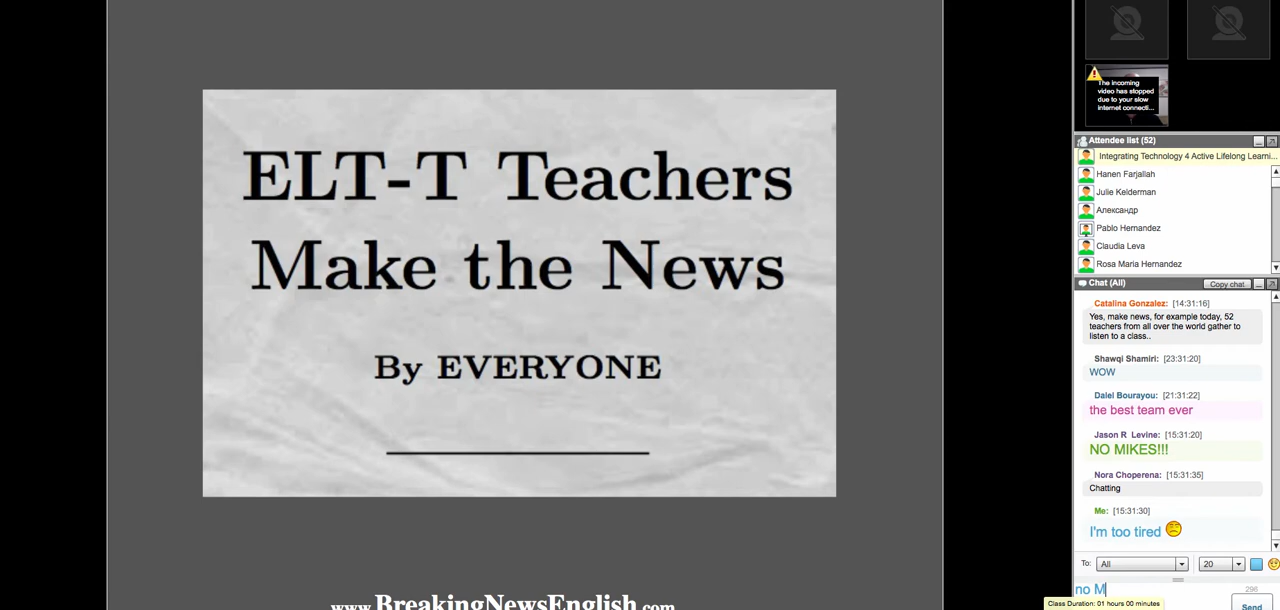 ELT-T Teachers
Make the News
By EVERYONE
www.BreakingNewsEnglish.com
The incoming
video has stopped
due to your slow
internet connecti...
Attendee list (52)
Integrating Technology 4 Active Lifelong Learni...
Hanen Farjallah
Julie Kelderman
Александр
Pablo Hernandez
Claudia Leva
Rosa Maria Hernandez
Chat (All)
Copy chat
Catalina Gonzalez: [14:31:16]
Yes, make news, for example today, 52
teachers from all over the world gather to
listen to a class..
Shawqi Shamiri: [23:31:20]
WOW
Dalel Bourayou: [21:31:22]
the best team ever
Jason R Levine: [15:31:20]
NO MIKES!!!
Nora Choperena: [15:31:35]
Chatting
Me: [15:31:30]
I'm too tired
To: All 20
no M
296
Class Duration: 01 hours 00 minutes
Send